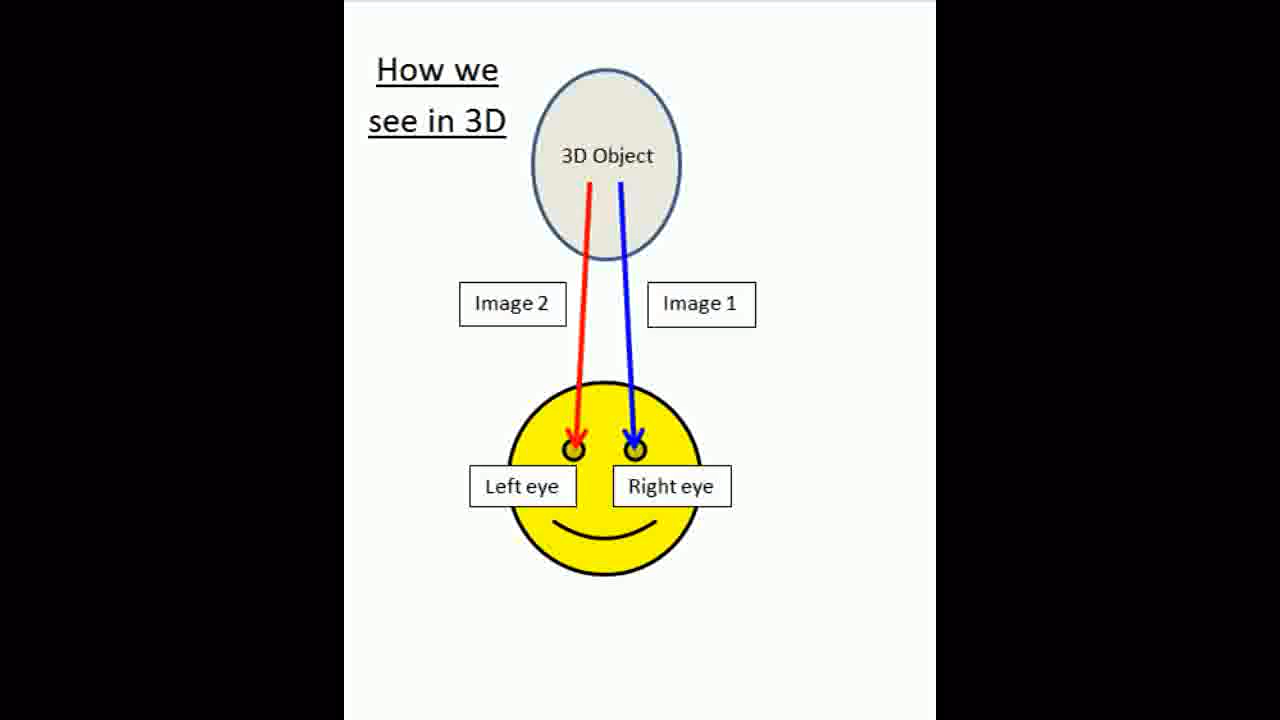 How we
see in 3D
3D Object
Image 2
Image 1
Left eye
Right eye